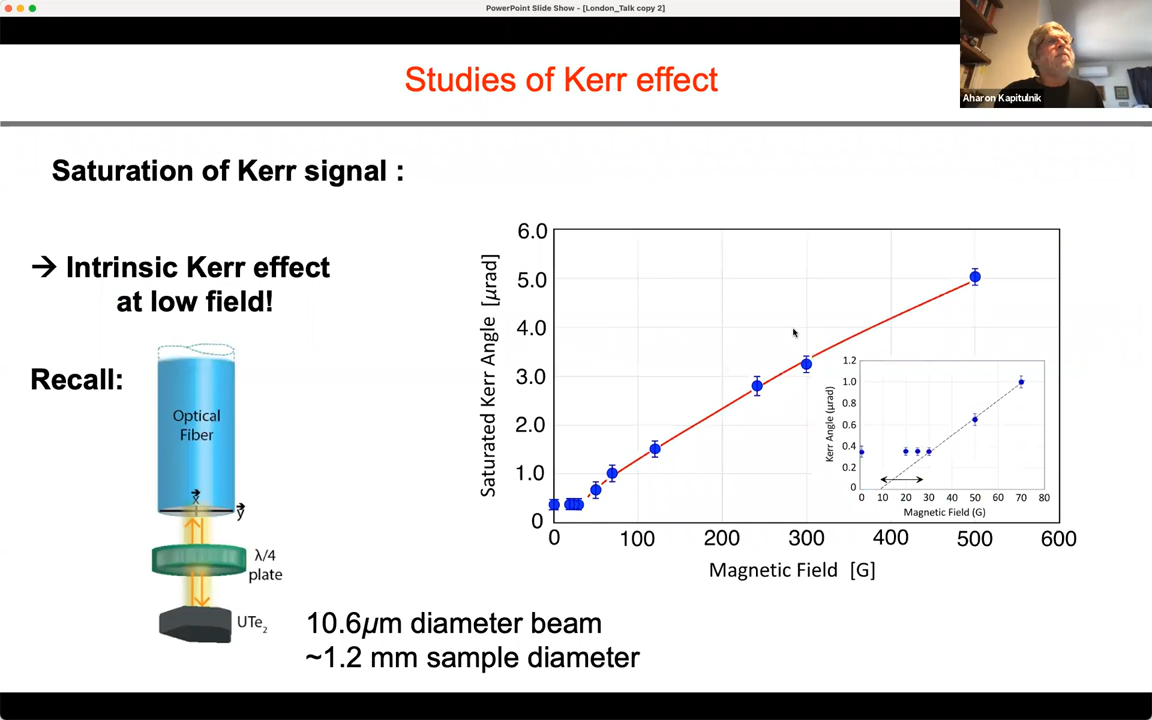 PowerPoint Slide Show - [London_Talk copy 2]
Aharon Kapitulnik
Studies of Kerr effect
Saturation of Kerr signal :
→ Intrinsic Kerr effect
at low field!
Recall:
Optical
Fiber
x
y
λ/4
plate
UTe₂
10.6μm diameter beam
~1.2 mm sample diameter
Saturated Kerr Angle [μrad]
6.0
5.0
4.0
3.0
2.0
1.0
0
0 100 200 300 400 500 600
Magnetic Field [G]
Kerr Angle (μrad)
1.2
1.0
0.8
0.6
0.4
0.2
0
0 10 20 30 40 50 60 70 80
Magnetic Field (G)